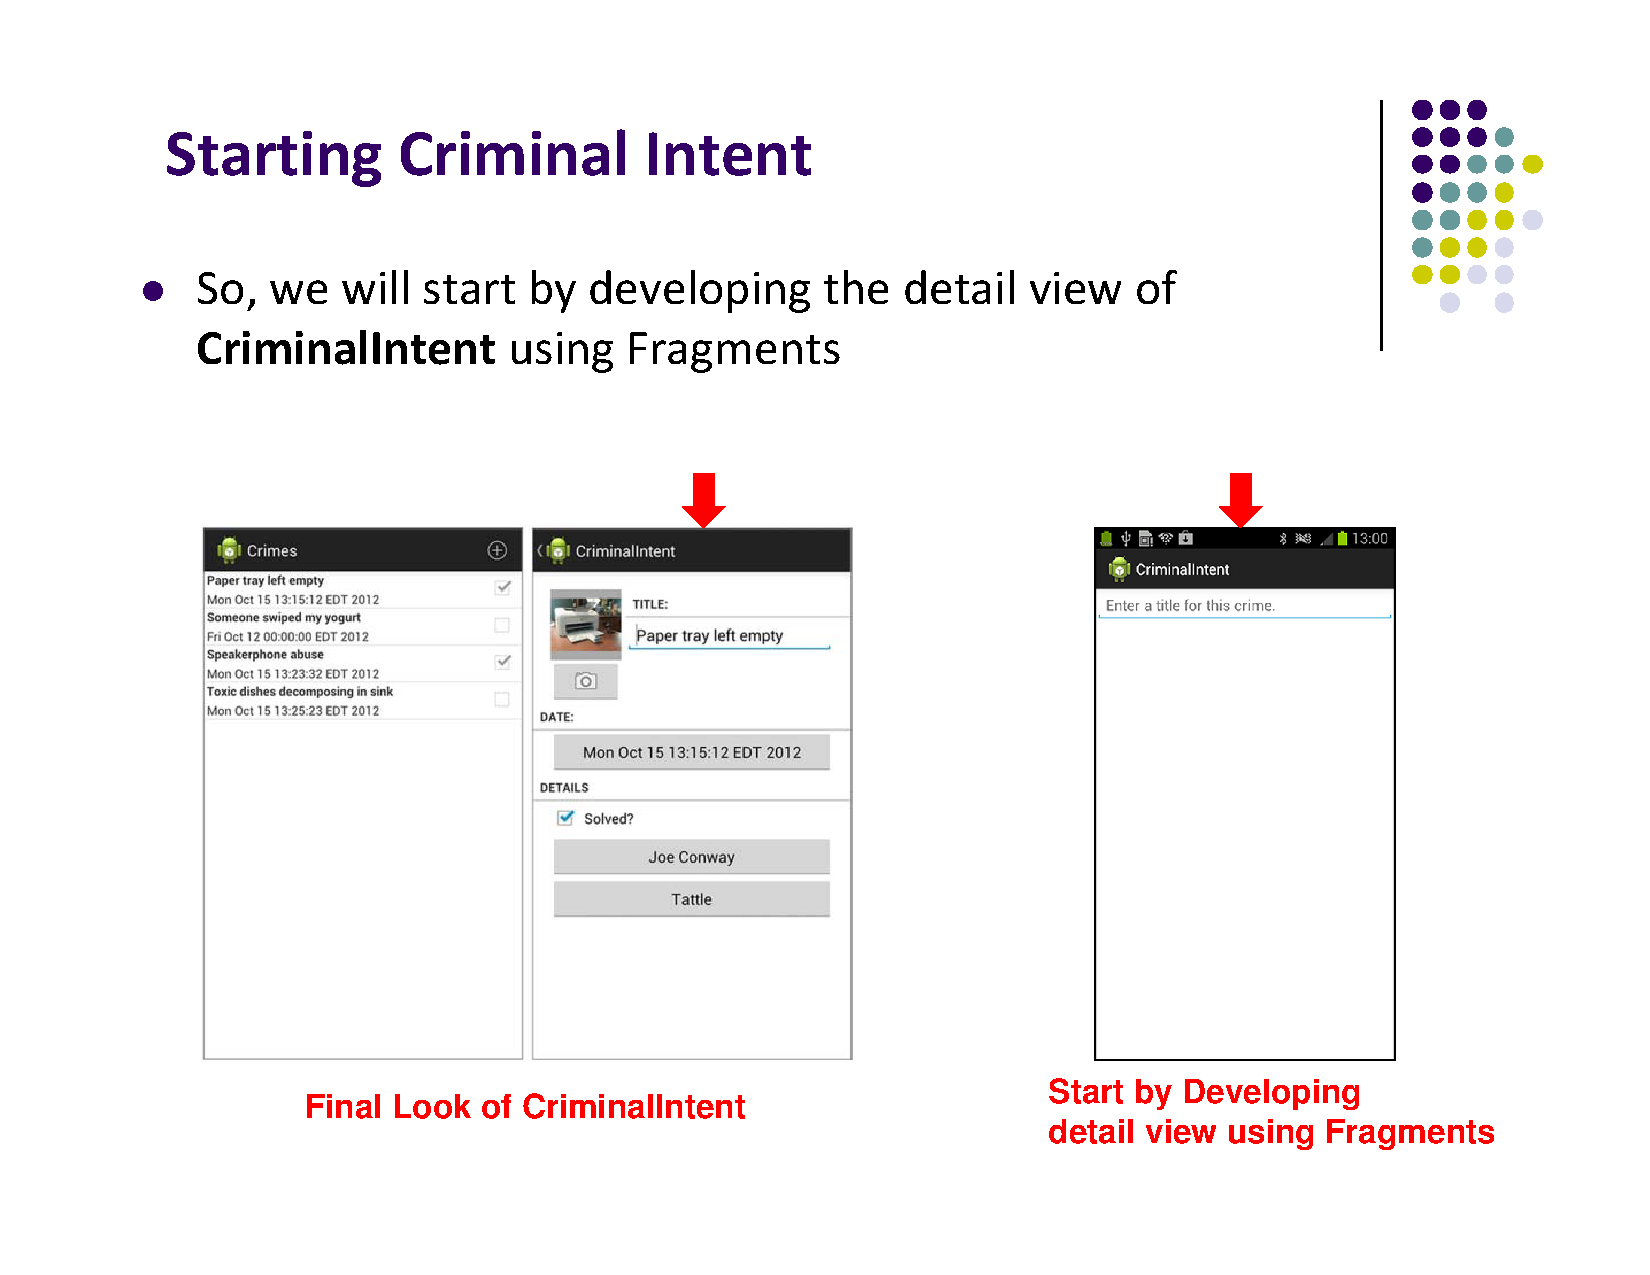 Starting Criminal Intent
So, we will start by developing the detail view of
CriminalIntent using Fragments
Crimes
Paper tray left empty
Mon Oct 15 13:15:12 EDT 2012
Someone swiped my yogurt
Fri Oct 12 00:00:00 EDT 2012
Speakerphone abuse
Mon Oct 15 13:23:32 EDT 2012
Toxic dishes decomposing in sink
Mon Oct 15 13:25:23 EDT 2012
CriminalIntent
TITLE:
Paper tray left empty
DATE:
Mon Oct 15 13:15:12 EDT 2012
DETAILS
Solved?
Joe Conway
Tattle
13:00
CriminalIntent
Enter a title for this crime.
Final Look of CriminalIntent
Start by Developing
detail view using Fragments